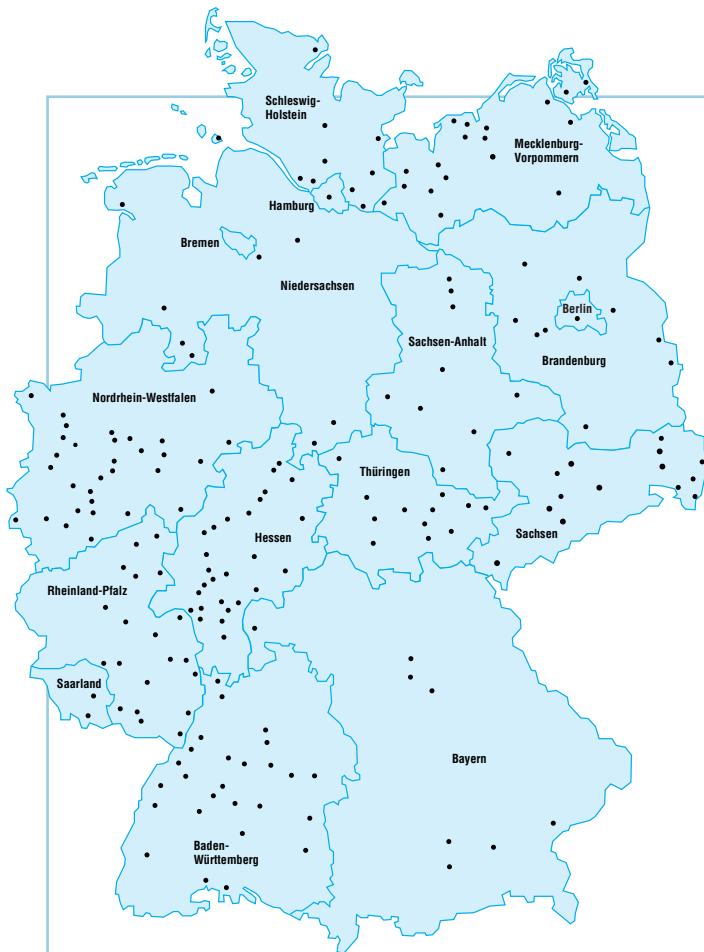 Schleswig-
Holstein
Mecklenburg-
Vorpommern
Hamburg
Bremen
Niedersachsen
Berlin
Sachsen-Anhalt
Brandenburg
Nordrhein-Westfalen
Thüringen
Hessen
Sachsen
Rheinland-Pfalz
Saarland
Bayern
Baden-
Württemberg